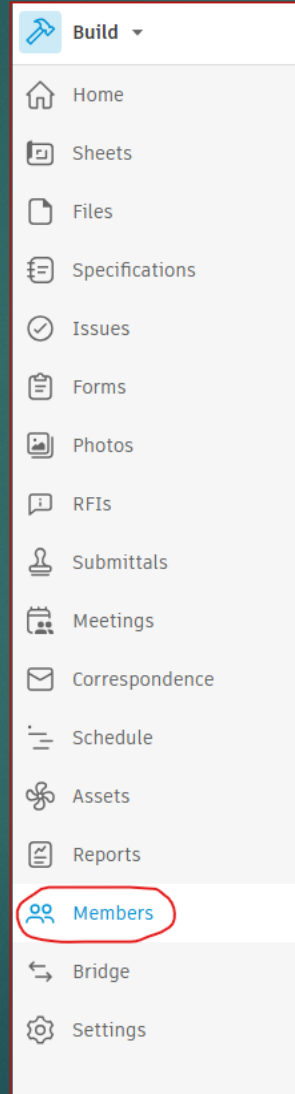 Build
Home
Sheets
Files
Specifications
Issues
Forms
Photos
RFIs
Submittals
Meetings
Correspondence
Schedule
Assets
Reports
Members
Bridge
Settings